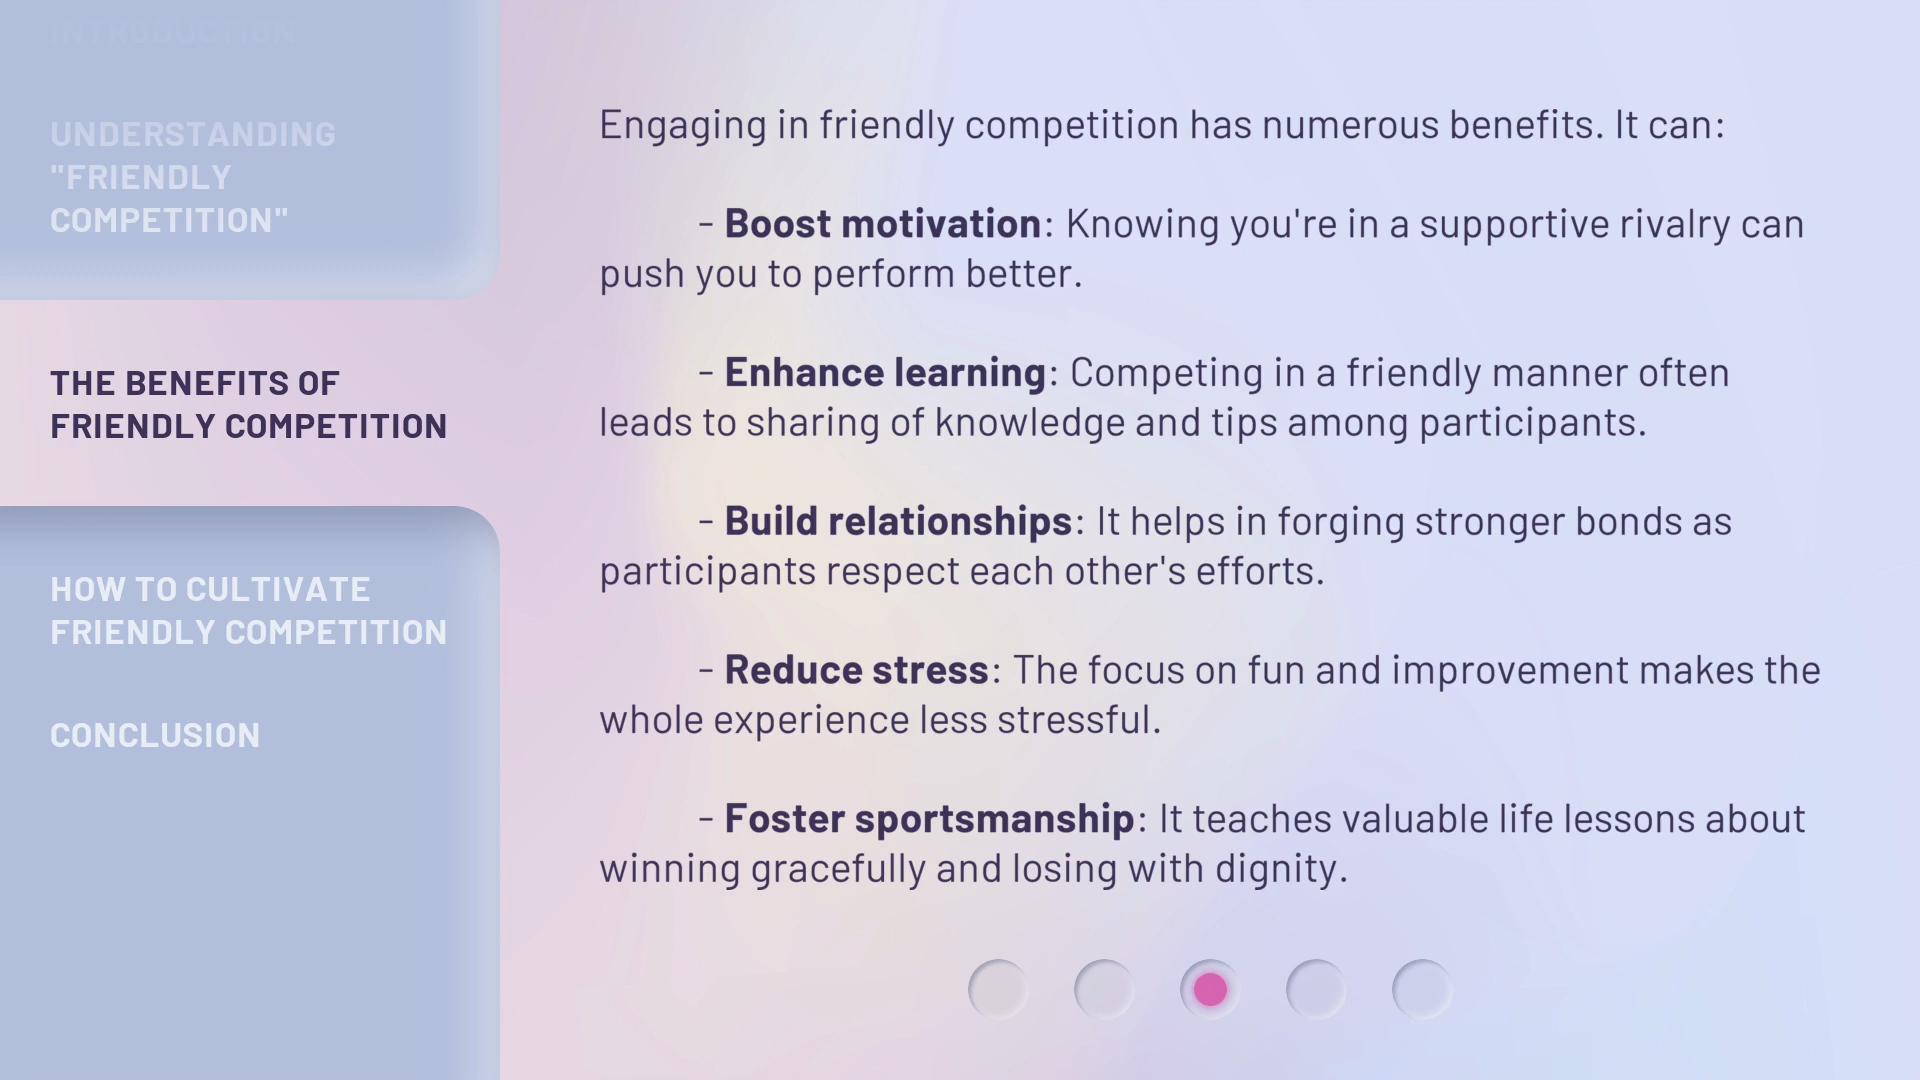 INTRODUCTION
UNDERSTANDING
"FRIENDLY
COMPETITION"
THE BENEFITS OF
FRIENDLY COMPETITION
HOW TO CULTIVATE
FRIENDLY COMPETITION
CONCLUSION
Engaging in friendly competition has numerous benefits. It can:
- Boost motivation: Knowing you're in a supportive rivalry can
push you to perform better.
- Enhance learning: Competing in a friendly manner often
leads to sharing of knowledge and tips among participants.
- Build relationships: It helps in forging stronger bonds as
participants respect each other's efforts.
- Reduce stress: The focus on fun and improvement makes the
whole experience less stressful.
- Foster sportsmanship: It teaches valuable life lessons about
winning gracefully and losing with dignity.